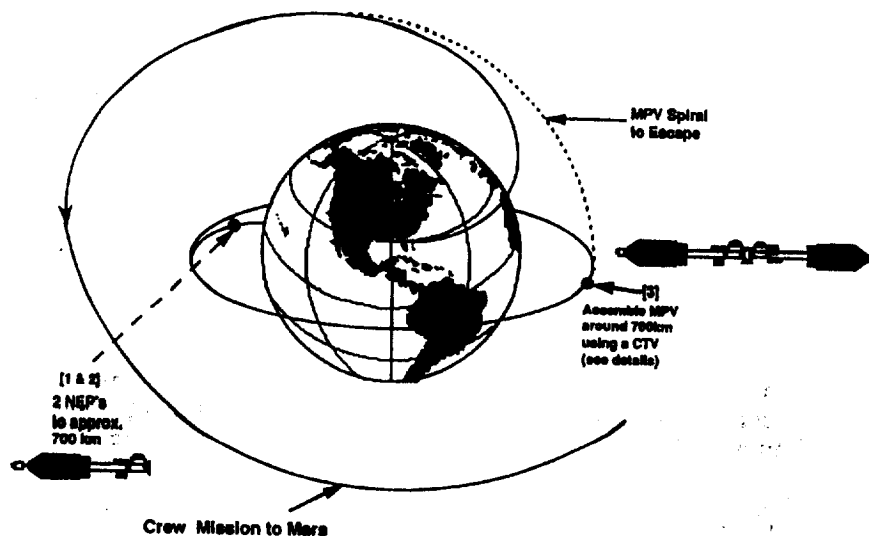 MPV Spiral
to Escape
[3]
Assemble MPV
around 700km
using a CTV
(see details)
[1 & 2]
2 NEP's
to approx.
700 km
Crew Mission to Mars